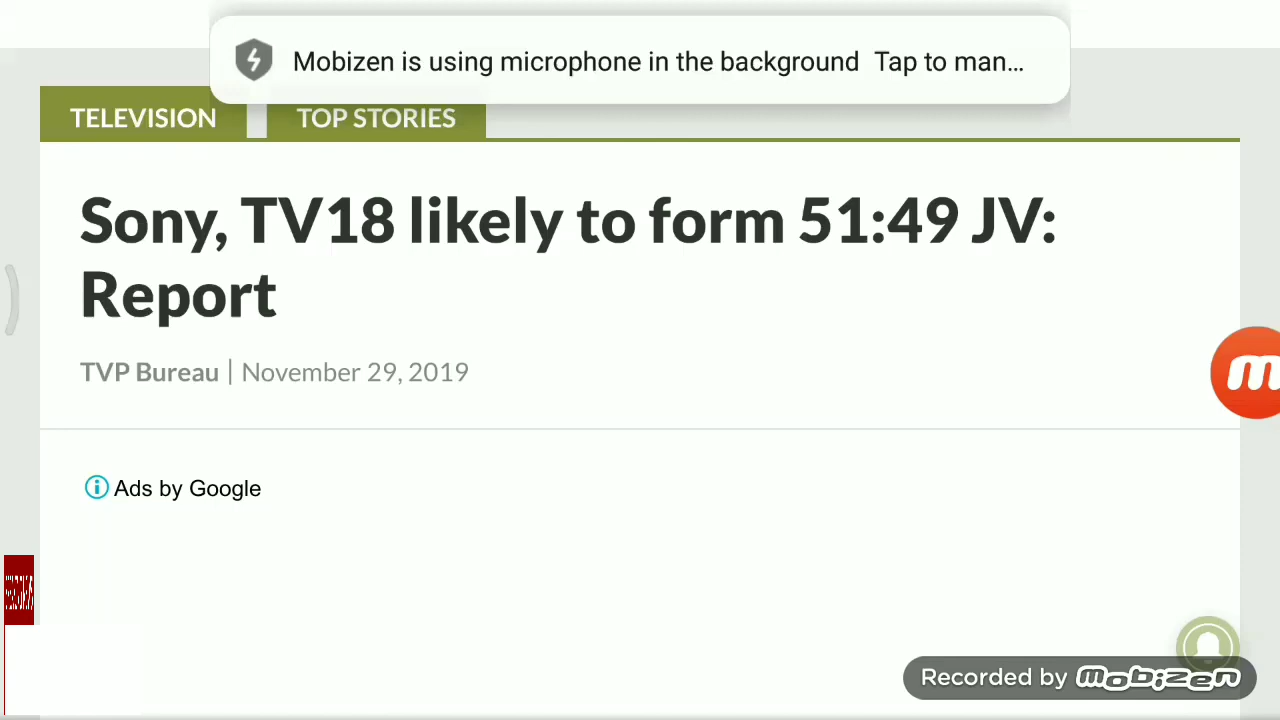 Mobizen is using microphone in the background Tap to man...
TELEVISION
TOP STORIES
Sony, TV18 likely to form 51:49 JV:
Report
TVP Bureau | November 29, 2019
Ads by Google
Recorded by mobizen